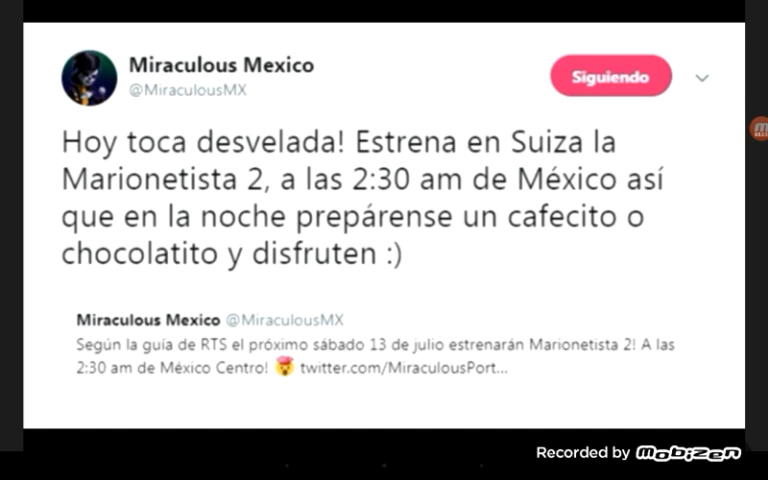 Miraculous Mexico
@MiraculousMX
Siguiendo
Hoy toca desvelada! Estrena en Suiza la
Marionetista 2, a las 2:30 am de México así
que en la noche prepárense un cafecito o
chocolatito y disfruten :)
Miraculous Mexico @MiraculousMX
Según la guía de RTS el próximo sábado 13 de julio estrenarán Marionetista 2! A las
2:30 am de México Centro! 🤯 twitter.com/MiraculousPort...
Recorded by mobizen